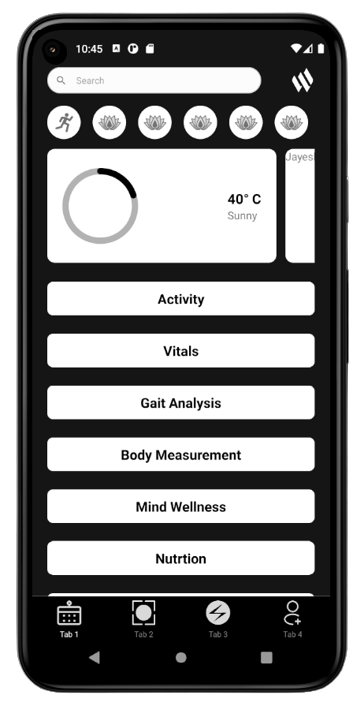 10:45
Search
Jayes
40° C
Sunny
Activity
Vitals
Gait Analysis
Body Measurement
Mind Wellness
Nutrtion
Tab 1
Tab 2
Tab 3
Tab 4